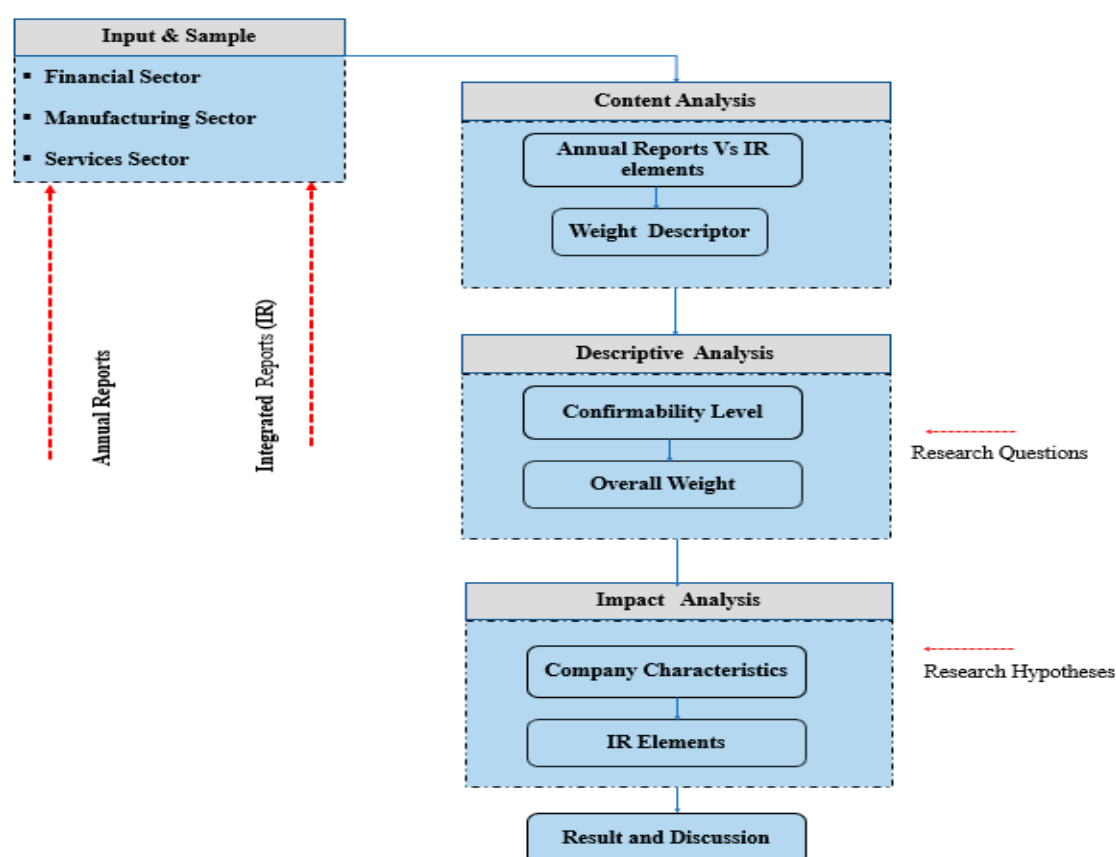 Input & Sample
▪ Financial Sector
▪ Manufacturing Sector
▪ Services Sector
Annual Reports
Integrated Reports (IR)
Content Analysis
Annual Reports Vs IR
elements
Weight Descriptor
Descriptive Analysis
Confirmability Level
Overall Weight
Research Questions
Impact Analysis
Company Characteristics
IR Elements
Research Hypotheses
Result and Discussion